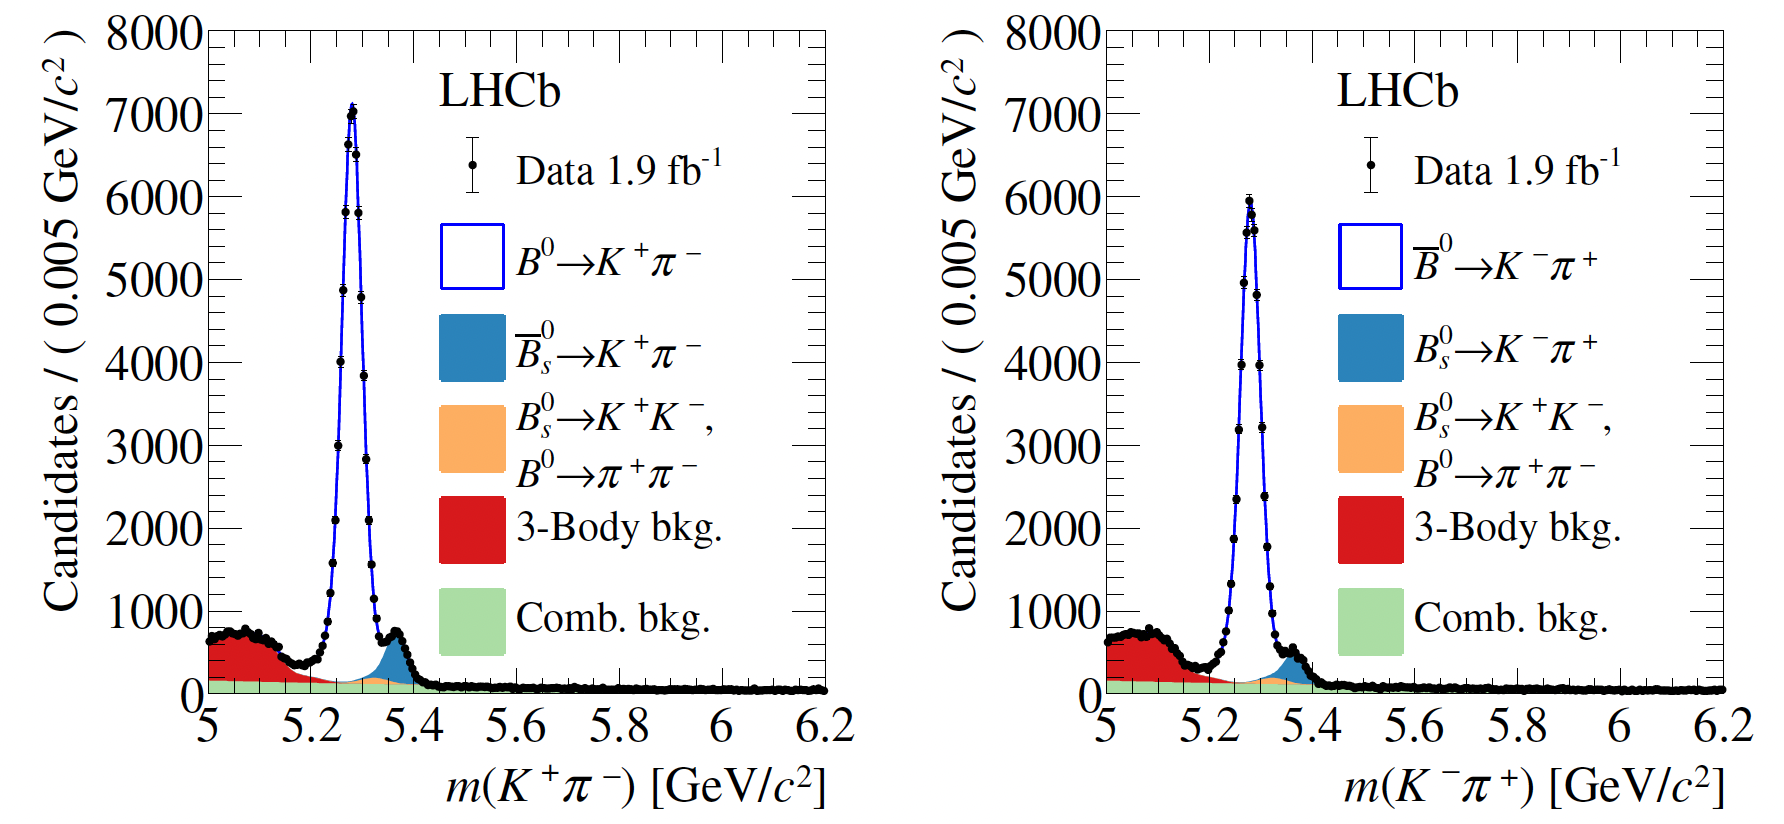 8000
7000
6000
5000
4000
3000
2000
1000
0
Candidates / ( 0.005 GeV/c²)
LHCb
Data 1.9 fb⁻¹
B⁰→K⁺π⁻
B̅⁰ₛ→K⁺π⁻
B⁰ₛ→K⁺K⁻,
B⁰→π⁺π⁻
3-Body bkg.
Comb. bkg.
5 5.2 5.4 5.6 5.8 6 6.2
m(K⁺π⁻) [GeV/c²]
8000
7000
6000
5000
4000
3000
2000
1000
0
Candidates / ( 0.005 GeV/c²)
LHCb
Data 1.9 fb⁻¹
B̅⁰→K⁻π⁺
B⁰ₛ→K⁻π⁺
B⁰ₛ→K⁺K⁻,
B⁰→π⁺π⁻
3-Body bkg.
Comb. bkg.
5 5.2 5.4 5.6 5.8 6 6.2
m(K⁻π⁺) [GeV/c²]